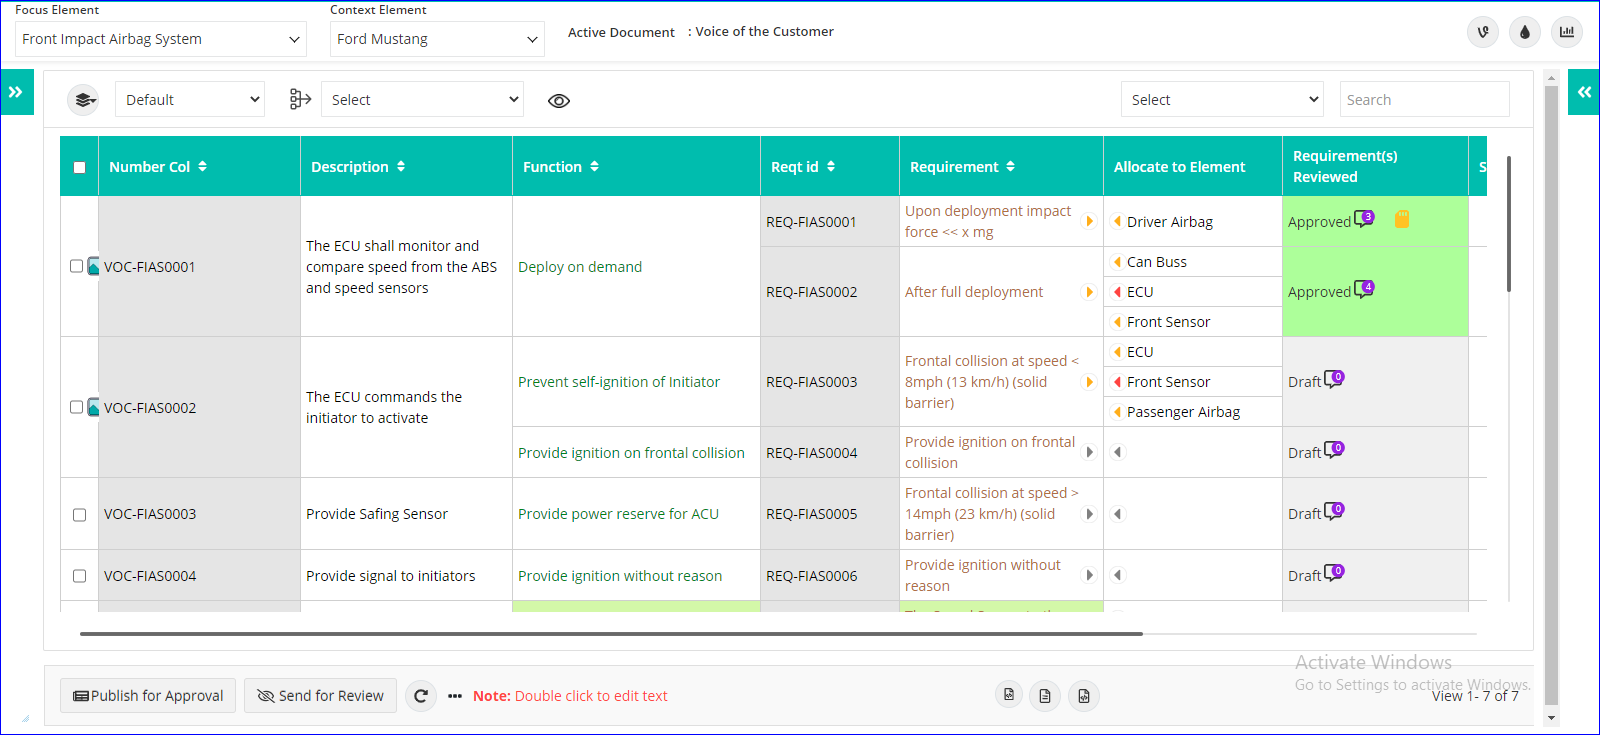 Focus Element
Context Element
Front Impact Airbag System
Ford Mustang
Active Document : Voice of the Customer
Default
Select
Select
Search
Number Col
Description
Function
Reqt id
Requirement
Allocate to Element
Requirement(s)
Reviewed
S
VOC-FIAS0001
The ECU shall monitor and
compare speed from the ABS
and speed sensors
Deploy on demand
REQ-FIAS0001
Upon deployment impact
force << x mg
Driver Airbag
Approved 3
REQ-FIAS0002
After full deployment
Can Buss
ECU
Front Sensor
Approved 4
VOC-FIAS0002
The ECU commands the
initiator to activate
Prevent self-ignition of Initiator
REQ-FIAS0003
Frontal collision at speed <
8mph (13 km/h) (solid
barrier)
ECU
Front Sensor
Passenger Airbag
Draft 0
Provide ignition on frontal collision
REQ-FIAS0004
Provide ignition on frontal
collision
Draft 0
VOC-FIAS0003
Provide Safing Sensor
Provide power reserve for ACU
REQ-FIAS0005
Frontal collision at speed >
14mph (23 km/h) (solid
barrier)
Draft 0
VOC-FIAS0004
Provide signal to initiators
Provide ignition without reason
REQ-FIAS0006
Provide ignition without
reason
Draft 0
Publish for Approval
Send for Review
Note: Double click to edit text
Activate Windows
Go to Settings to activate Windows.
View 1- 7 of 7